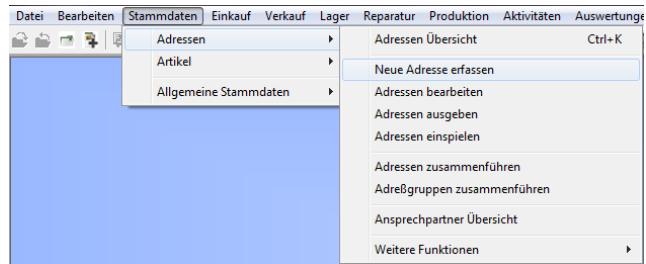 Datei Bearbeiten Stammdaten Einkauf Verkauf Lager Reparatur Produktion Aktivitäten Auswertunge
Adressen
Artikel
Allgemeine Stammdaten
Adressen Übersicht Ctrl+K
Neue Adresse erfassen
Adressen bearbeiten
Adressen ausgeben
Adressen einspielen
Adressen zusammenführen
Adreßgruppen zusammenführen
Ansprechpartner Übersicht
Weitere Funktionen